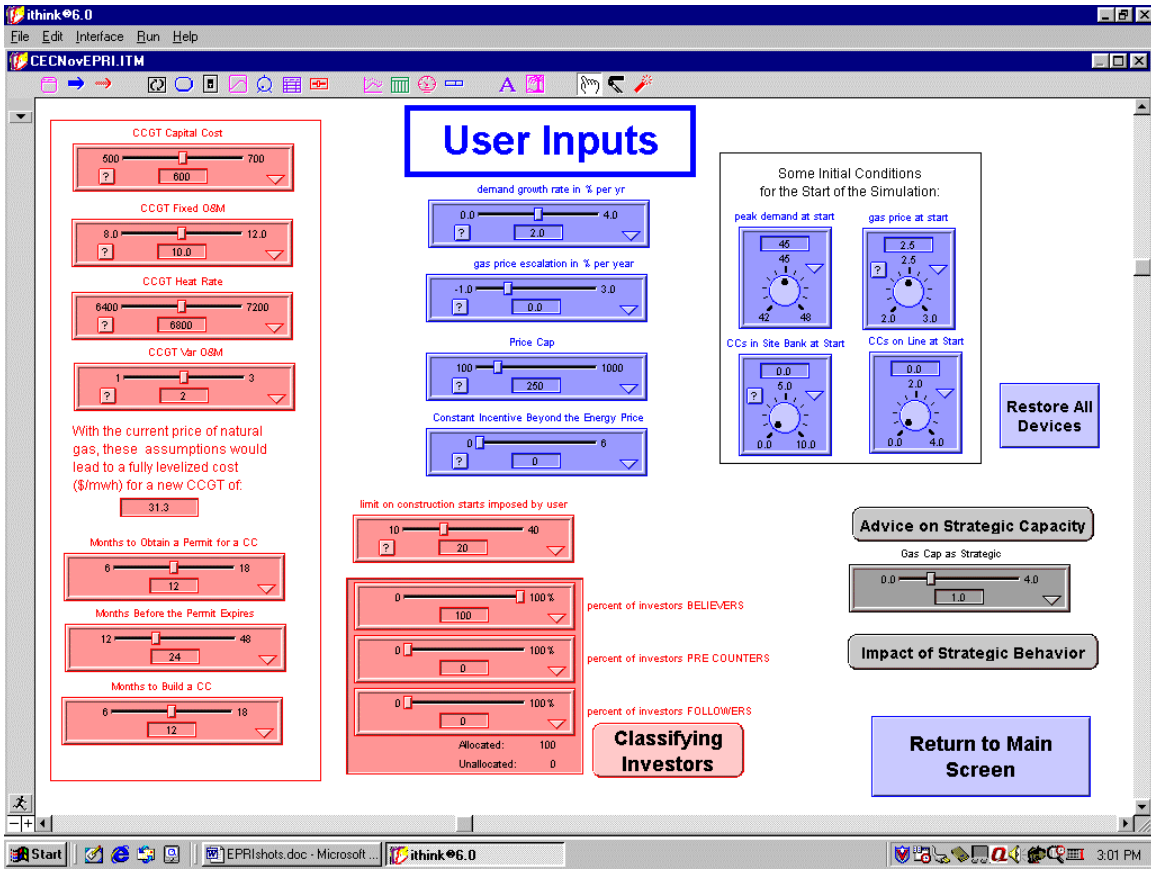 ithink®6.0
File Edit Interface Run Help
CECNovEPRI.ITM
A
User Inputs
CCGT Capital Cost
500 700
?
600
CCGT Fixed O&M
8.0 12.0
?
10.0
CCGT Heat Rate
6400 7200
?
6800
CCGT Var O&M
1 3
?
2
With the current price of natural
gas, these assumptions would
lead to a fully levelized cost
($/mwh) for a new CCGT of:
31.3
Months to Obtain a Permit for a CC
6 18
12
Months Before the Permit Expires
12 48
24
Months to Build a CC
6 18
12
demand growth rate in % per yr
0.0 4.0
?
2.0
gas price escalation in % per year
-1.0 3.0
?
0.0
Price Cap
100 1000
?
250
Constant Incentive Beyond the Energy Price
0 6
?
0
limit on construction starts imposed by user
10 40
?
20
0 100%
100
percent of investors BELIEVERS
0 100%
0
percent of investors PRE COUNTERS
0 100%
0
percent of investors FOLLOWERS
Allocated: 100
Unallocated: 0
Classifying
Investors
Some Initial Conditions
for the Start of the Simulation:
peak demand at start
45
45
42 48
gas price at start
2.5
?
2.5
2.0 3.0
CCs in Site Bank at Start
0.0
?
5.0
0.0 10.0
CCs on Line at Start
0.0
2.0
0.0 4.0
Restore All
Devices
Advice on Strategic Capacity
Gas Cap as Strategic
0.0 4.0
1.0
Impact of Strategic Behavior
Return to Main
Screen
Start
EPRIshots.doc - Microsoft ...
ithink®6.0
3:01 PM